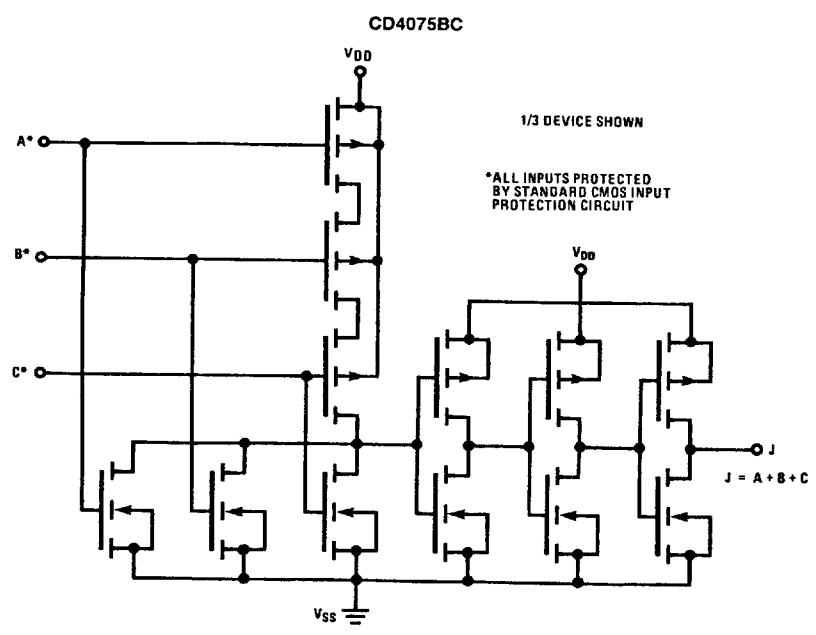 CD4075BC
VDD
1/3 DEVICE SHOWN
A*
*ALL INPUTS PROTECTED
BY STANDARD CMOS INPUT
PROTECTION CIRCUIT
B*
VDD
C*
J
J = A + B + C
VSS